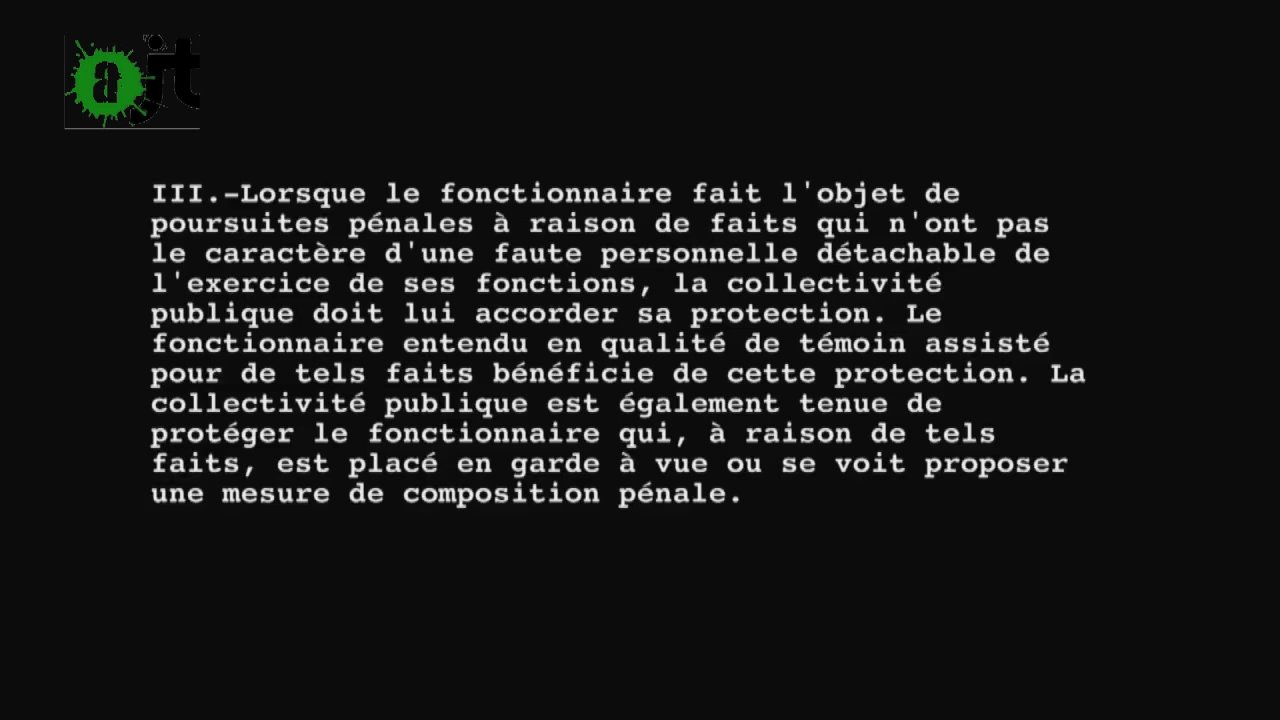 ajt
III.-Lorsque le fonctionnaire fait l'objet de
poursuites pénales à raison de faits qui n'ont pas
le caractère d'une faute personnelle détachable de
l'exercice de ses fonctions, la collectivité
publique doit lui accorder sa protection. Le
fonctionnaire entendu en qualité de témoin assisté
pour de tels faits bénéficie de cette protection. La
collectivité publique est également tenue de
protéger le fonctionnaire qui, à raison de tels
faits, est placé en garde à vue ou se voit proposer
une mesure de composition pénale.